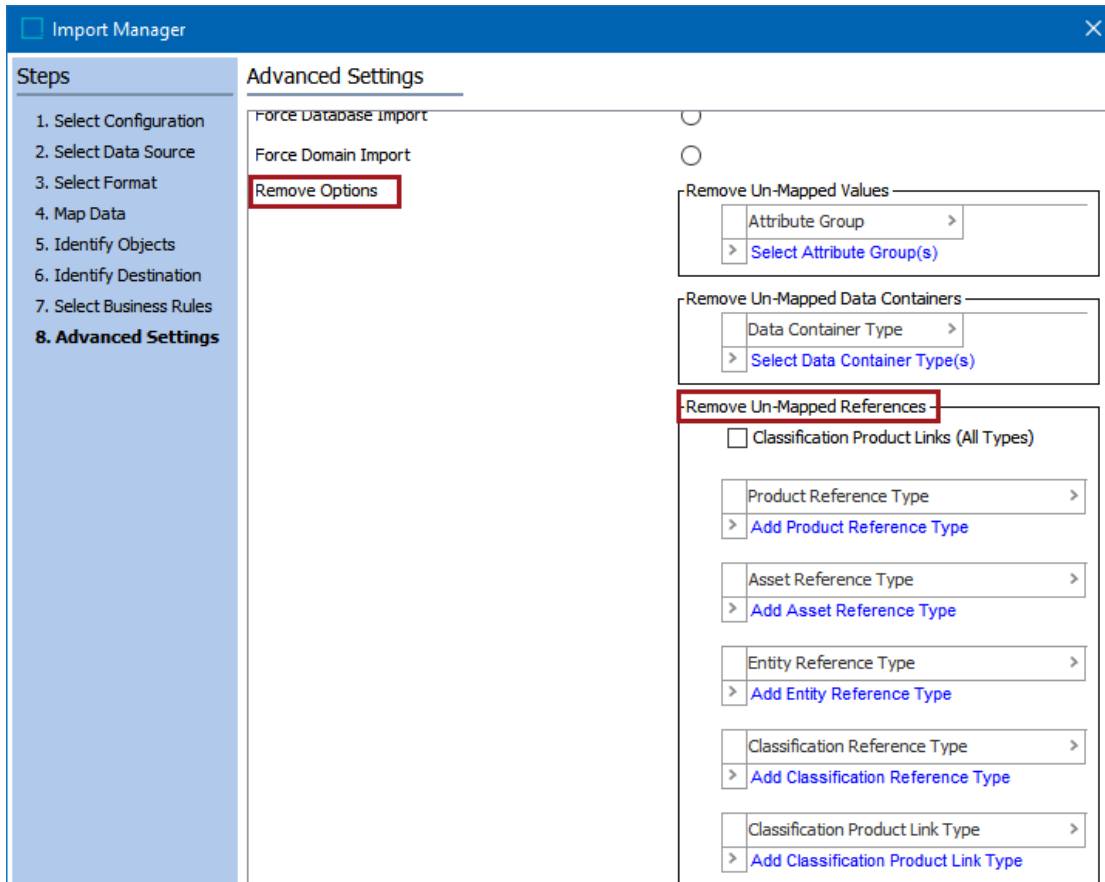 Import Manager
Steps
1. Select Configuration
2. Select Data Source
3. Select Format
4. Map Data
5. Identify Objects
6. Identify Destination
7. Select Business Rules
8. Advanced Settings
Advanced Settings
Force Database Import
Force Domain Import
Remove Options
Remove Un-Mapped Values
Attribute Group >
> Select Attribute Group(s)
Remove Un-Mapped Data Containers
Data Container Type >
> Select Data Container Type(s)
Remove Un-Mapped References
Classification Product Links (All Types)
Product Reference Type >
> Add Product Reference Type
Asset Reference Type >
> Add Asset Reference Type
Entity Reference Type >
> Add Entity Reference Type
Classification Reference Type >
> Add Classification Reference Type
Classification Product Link Type >
> Add Classification Product Link Type